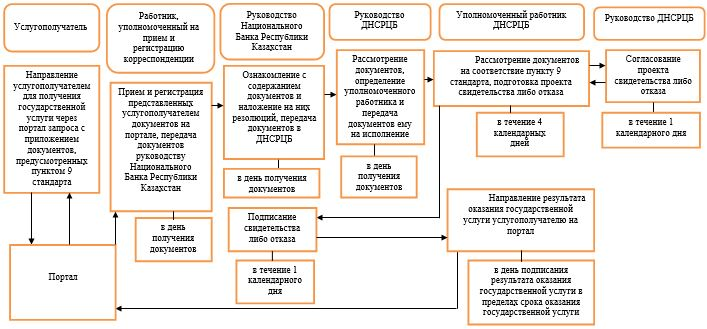 Услугополучатель
Работник,
уполномоченный на
прием и
регистрацию
корреспонденции
Руководство
Национального
Банка Республики
Казахстан
Руководство
ДНСРЦБ
Уполномоченный работник
ДНСРЦБ
Руководство ДНСРЦБ
Направление
услугополучателем
для получения
государственной
услуги через
портал запроса с
приложением
документов,
предусмотренных
пунктом 9
стандарта
Прием и регистрация
представленных
услугополучателем
документов на
портале, передача
документов
руководству
Национального
Банка Республики
Казахстан
Ознакомление с
содержанием
документов и
наложение на них
резолюций, передача
документов в
ДНСРЦБ
Рассмотрение
документов,
определение
уполномоченного
работника и
передача
документов ему
на исполнение
Рассмотрение документов
на соответствие пункту 9
стандарта, подготовка проекта
свидетельства либо отказа
Согласование
проекта
свидетельства либо
отказа
в течение 4
календарных
дней
в течение 1
календарного дня
в день получения
документов
в день
получения
документов
в день
получения
документов
Подписание
свидетельства
либо отказа
Направление результата
оказания государственной
услуги услугополучателю на
портал
Портал
в течение 1
календарного
дня
в день подписания
результата оказания
государственной услуги в
пределах срока оказания
государственной услуги